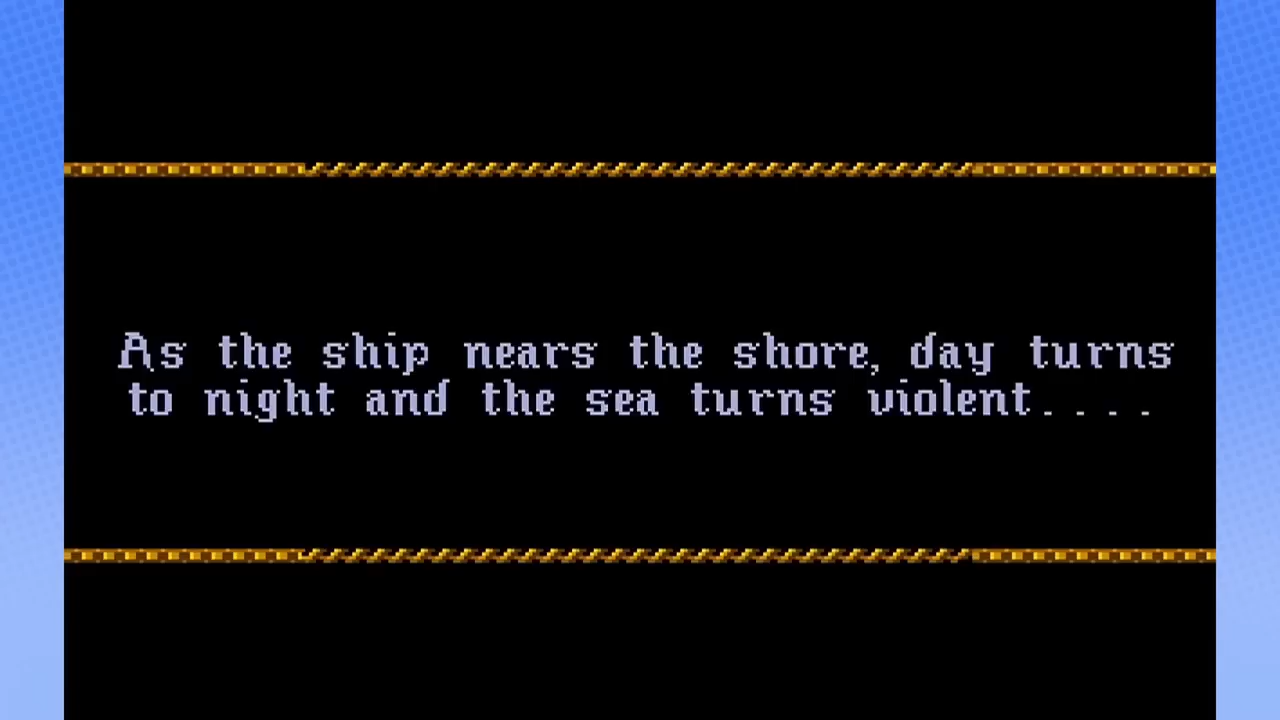 As the ship nears the shore, day turns
to night and the sea turns violent....